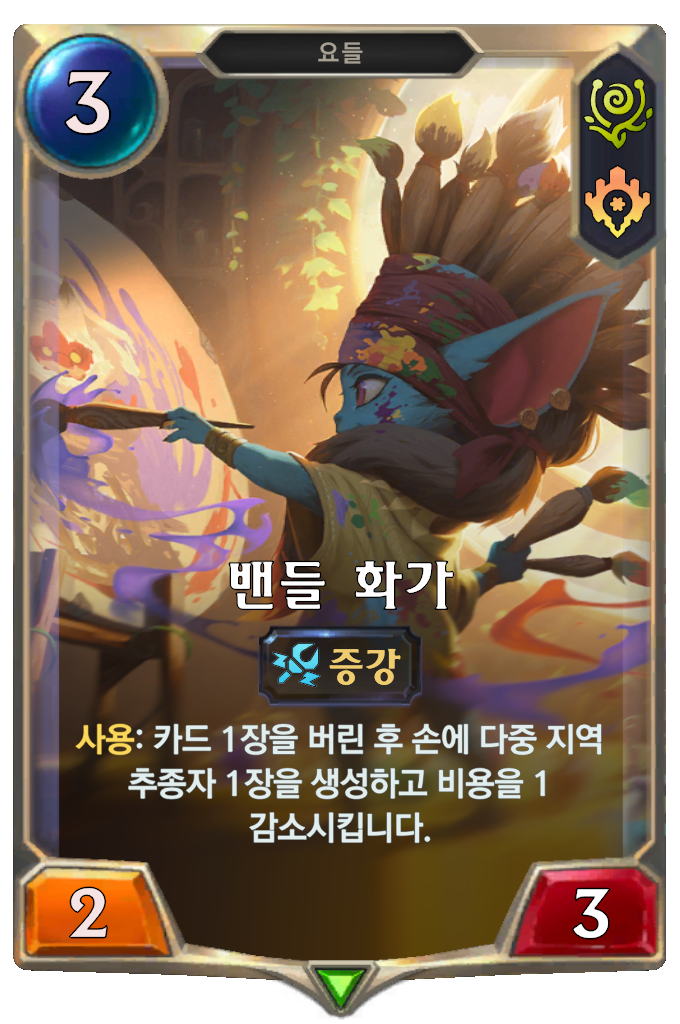 요들
3
밴들 화가
증강
사용: 카드 1장을 버린 후 손에 다중 지역
추종자 1장을 생성하고 비용을 1
감소시킵니다.
2
3